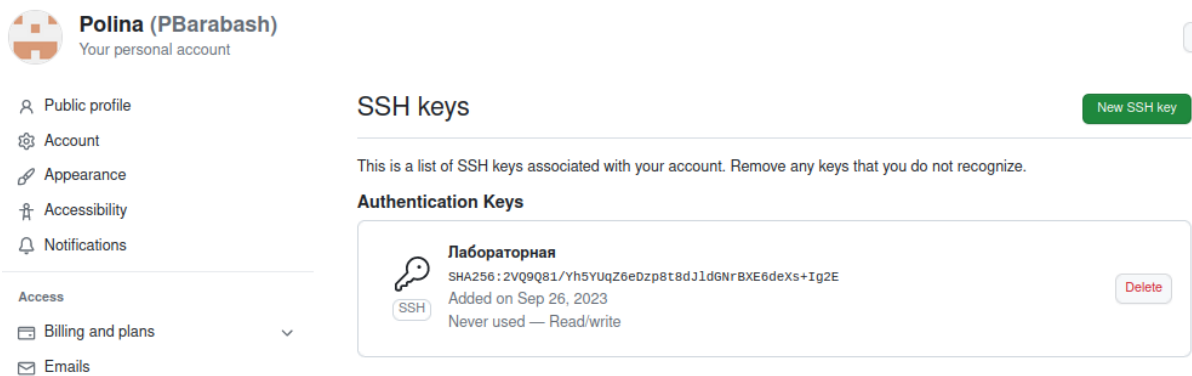 Polina (PBarabash)
Your personal account
Public profile
Account
Appearance
Accessibility
Notifications
Access
Billing and plans
Emails
SSH keys
New SSH key
This is a list of SSH keys associated with your account. Remove any keys that you do not recognize.
Authentication Keys
Лабораторная
SHA256:2VQ9Q81/Yh5YUqZ6eDzp8t8dJldGNrBXE6deXs+Ig2E
Added on Sep 26, 2023
Never used — Read/write
SSH
Delete